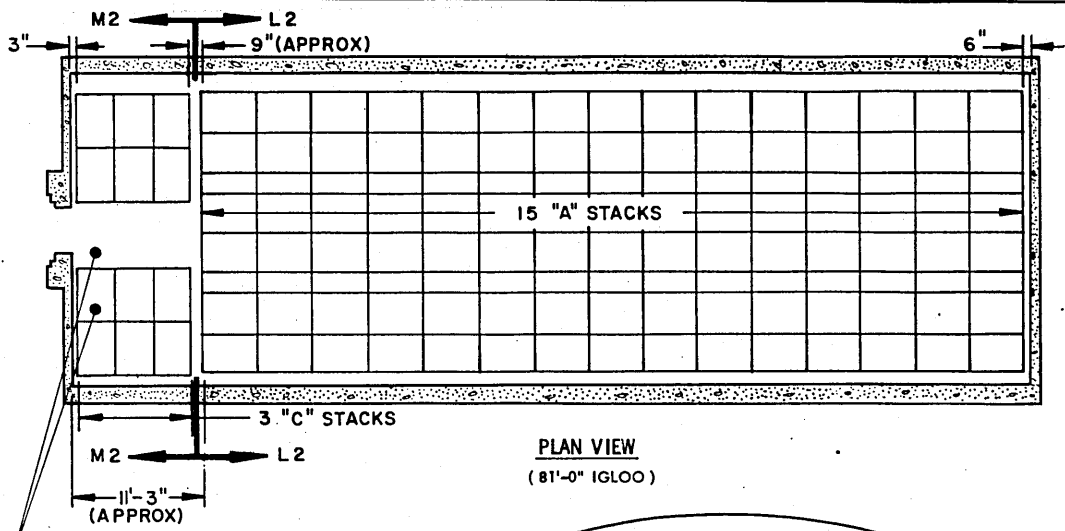 M2 L2
3" 9"(APPROX) 6"
15 "A" STACKS
3 "C" STACKS
M2 L2
11'-3"
(APPROX)
PLAN VIEW
(81'-0" IGLOO)